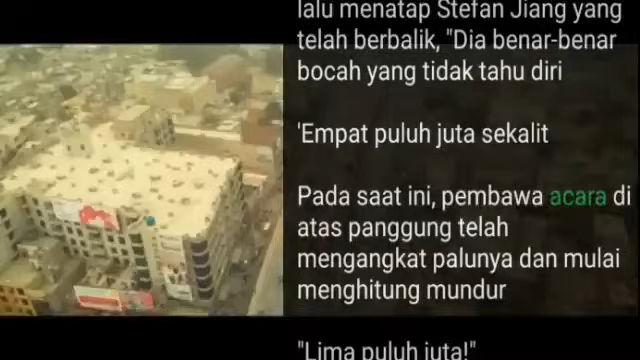 lalu menatap Stefan Jiang yang
telah berbalik, "Dia benar-benar
bocah yang tidak tahu diri
'Empat puluh juta sekalit
Pada saat ini, pembawa acara di
atas panggung telah
mengangkat palunya dan mulai
menghitung mundur
"Lima puluh juta!"